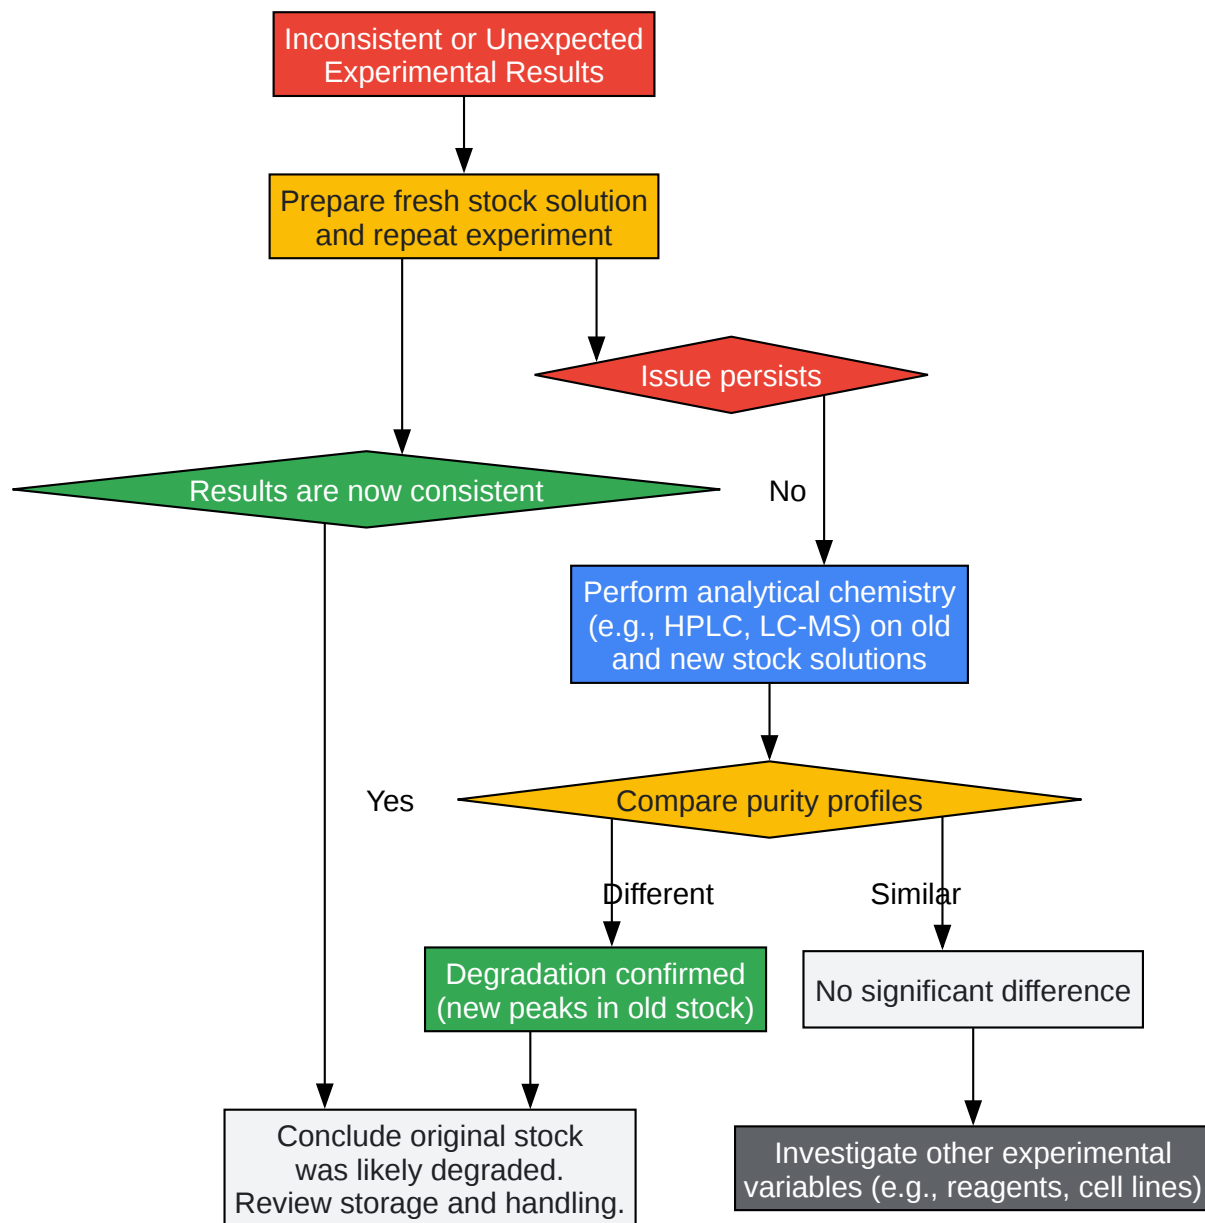 Inconsistent or Unexpected
Experimental Results
Prepare fresh stock solution
and repeat experiment
Issue persists
Results are now consistent
No
Perform analytical chemistry
(e.g., HPLC, LC-MS) on old
and new stock solutions
Yes
Compare purity profiles
Different
Similar
Degradation confirmed
(new peaks in old stock)
No significant difference
Conclude original stock
was likely degraded.
Review storage and handling.
Investigate other experimental
variables (e.g., reagents, cell lines)